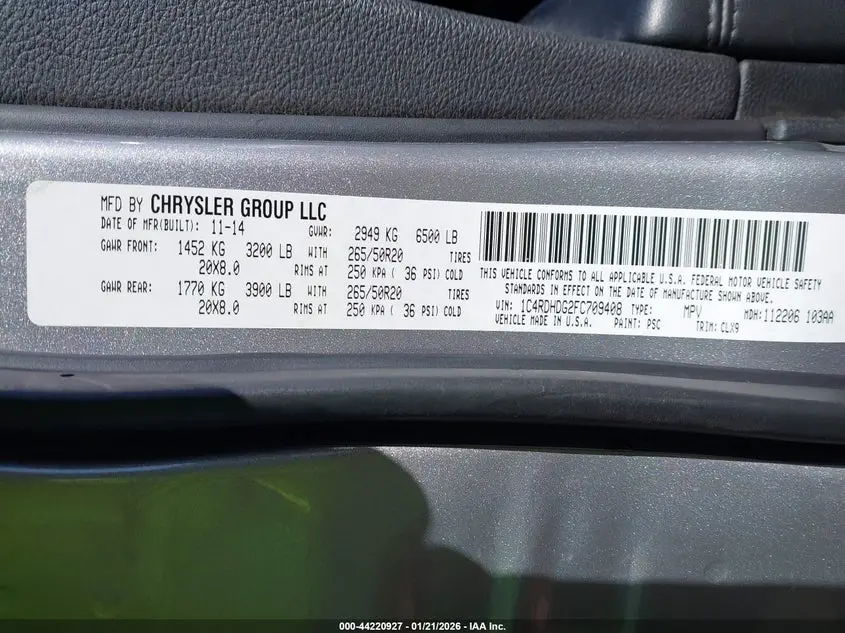 MFD BY CHRYSLER GROUP LLC
DATE OF MFR(BUILT): 11-14 GVWR: 2949 KG 6500 LB
GAWR FRONT: 1452 KG 3200 LB WITH 265/50R20 TIRES
20X8.0 RIMS AT 250 KPA ( 36 PSI) COLD
GAWR REAR: 1770 KG 3900 LB WITH 265/50R20 TIRES
20X8.0 RIMS AT 250 KPA ( 36 PSI) COLD
THIS VEHICLE CONFORMS TO ALL APPLICABLE U.S.A. FEDERAL MOTOR VEHICLE SAFETY
STANDARDS IN EFFECT ON THE DATE OF MANUFACTURE SHOWN ABOVE.
VIN: 1C4RDHDG2FC709408 TYPE: MPV MDH: 112206 103AA
VEHICLE MADE IN U.S.A. PAINT: PSC TRIM: CLX9
000-44220927 - 01/21/2026 - IAA Inc.